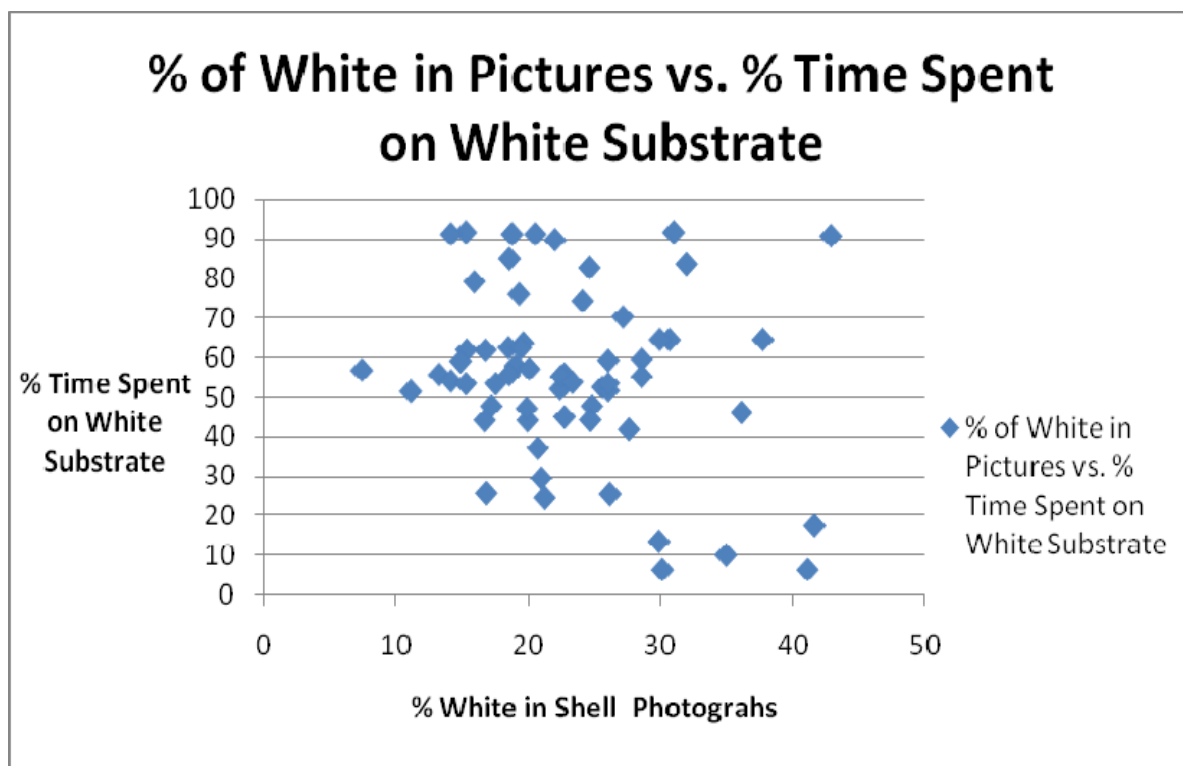 % of White in Pictures vs. % Time Spent
on White Substrate
100
90
80
70
60
50
40
30
20
10
0
% Time Spent
on White
Substrate
0 10 20 30 40 50
% White in Shell Photograhs
% of White in
Pictures vs. %
Time Spent on
White Substrate